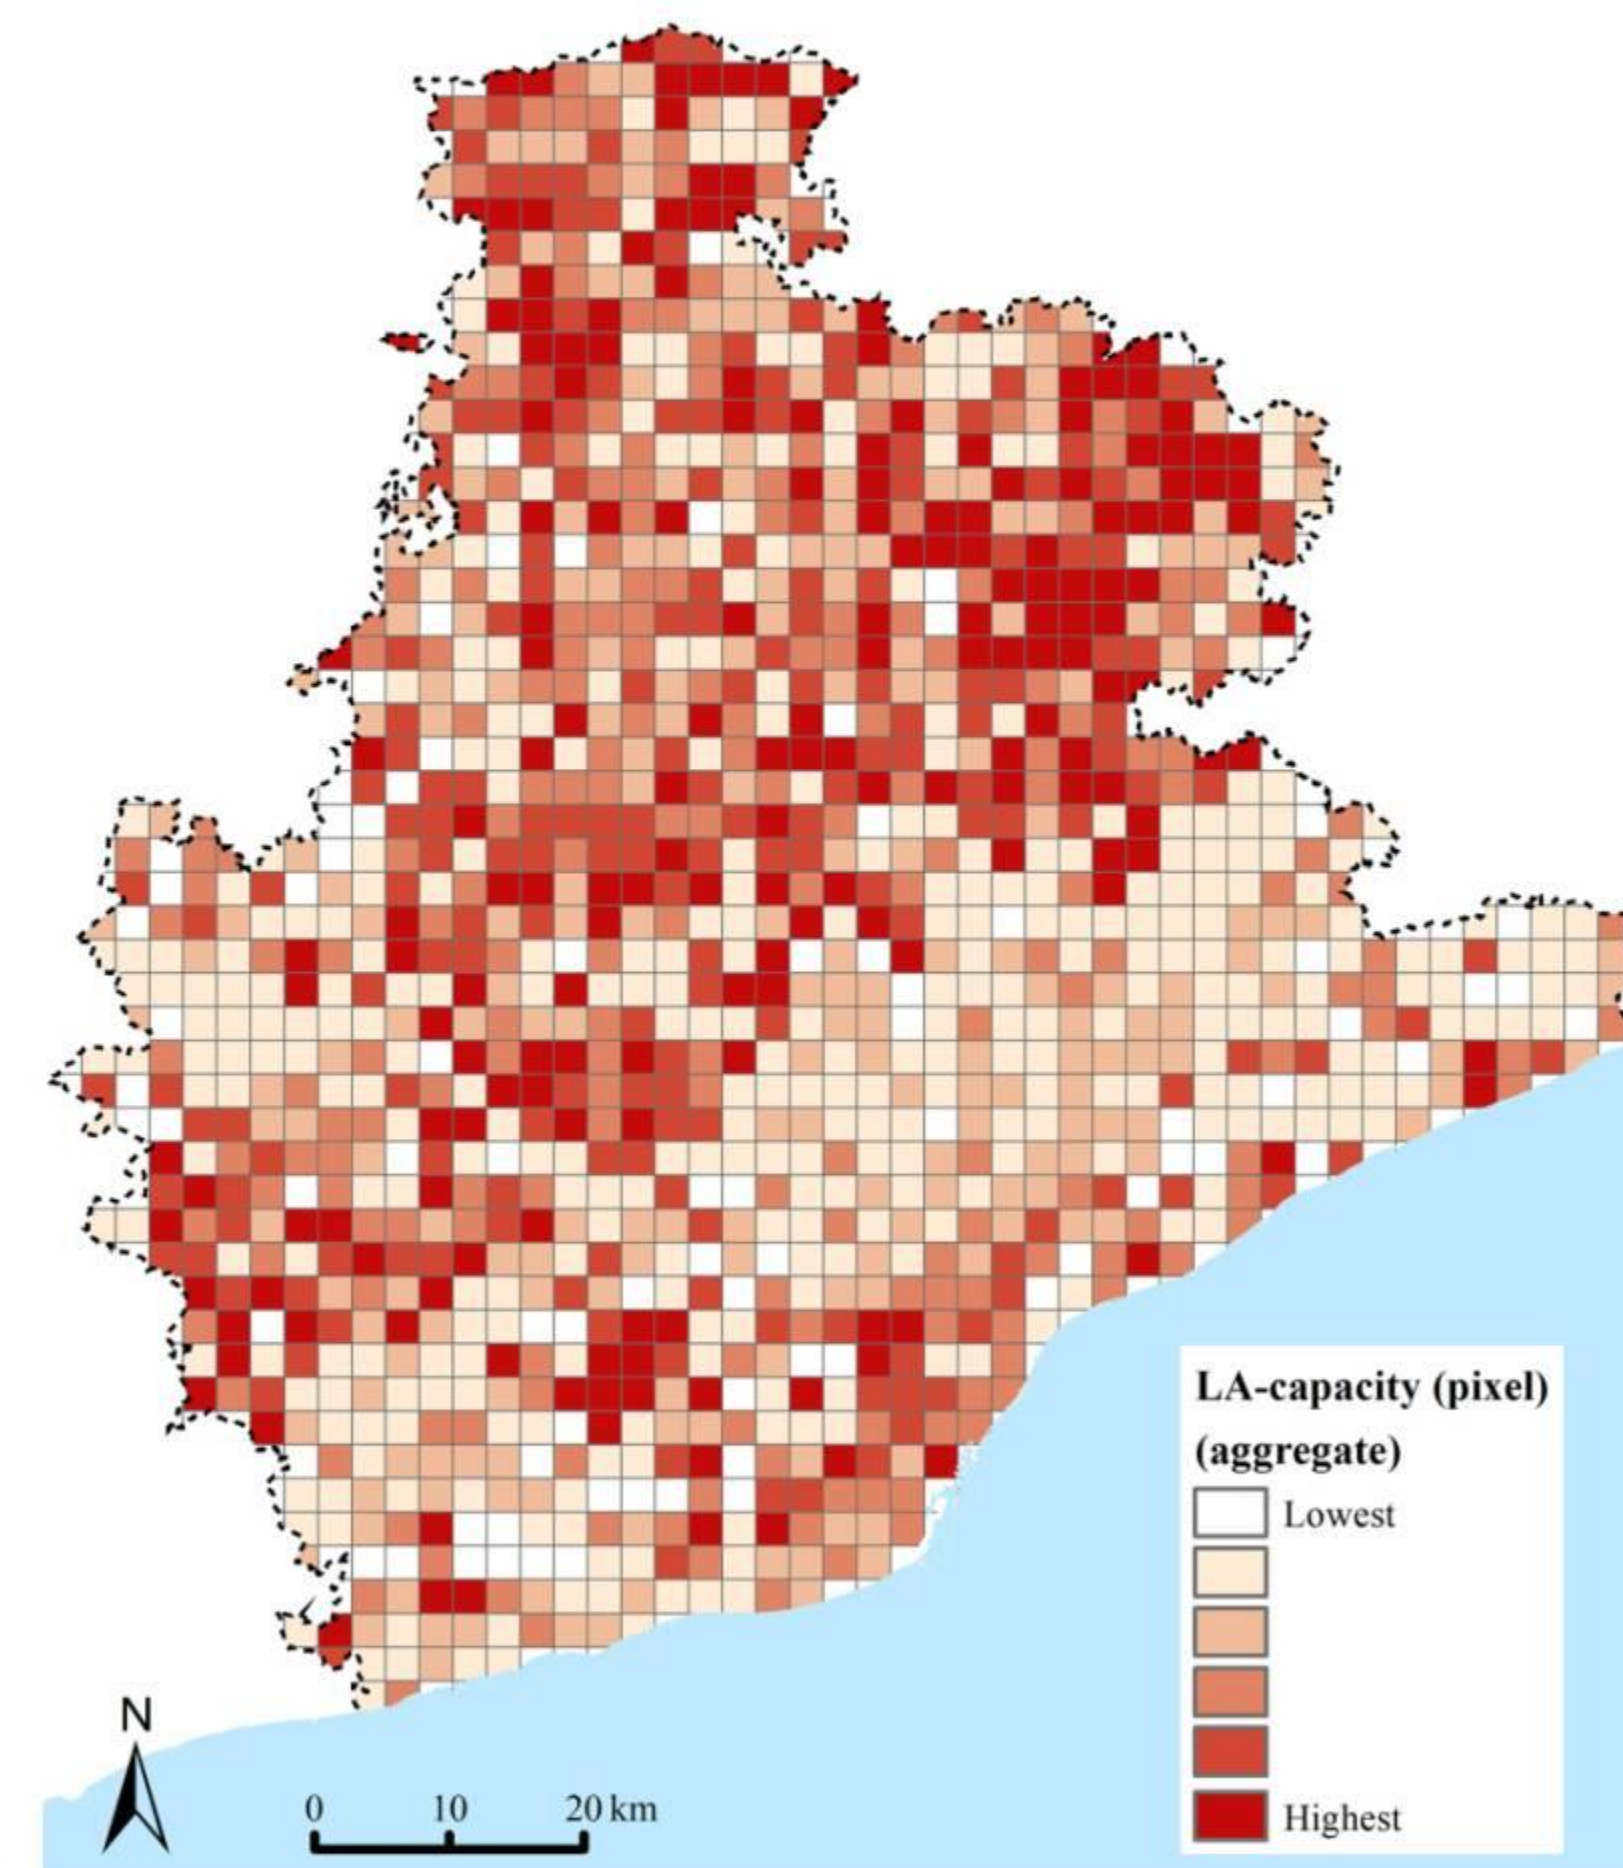 LA-capacity (pixel)
(aggregate)
Lowest
Highest
N
0 10 20 km